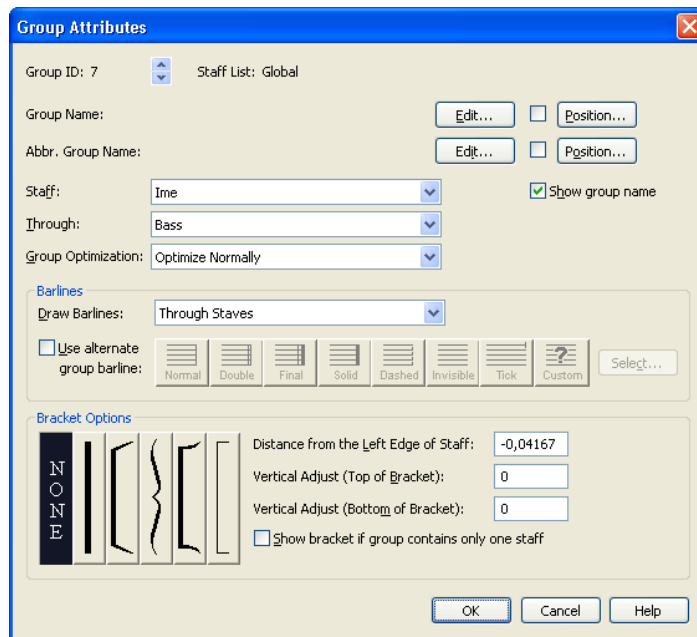 Group Attributes
Group ID: 7 Staff List: Global
Group Name: Edit... Position...
Abbr. Group Name: Edit... Position...
Staff: Ime Show group name
Through: Bass
Group Optimization: Optimize Normally
Barlines
Draw Barlines: Through Staves
Use alternate
group barline: Normal Double Final Solid Dashed Invisible Tick Custom Select...
Bracket Options
NONE
Distance from the Left Edge of Staff: -0,04167
Vertical Adjust (Top of Bracket): 0
Vertical Adjust (Bottom of Bracket): 0
Show bracket if group contains only one staff
OK Cancel Help